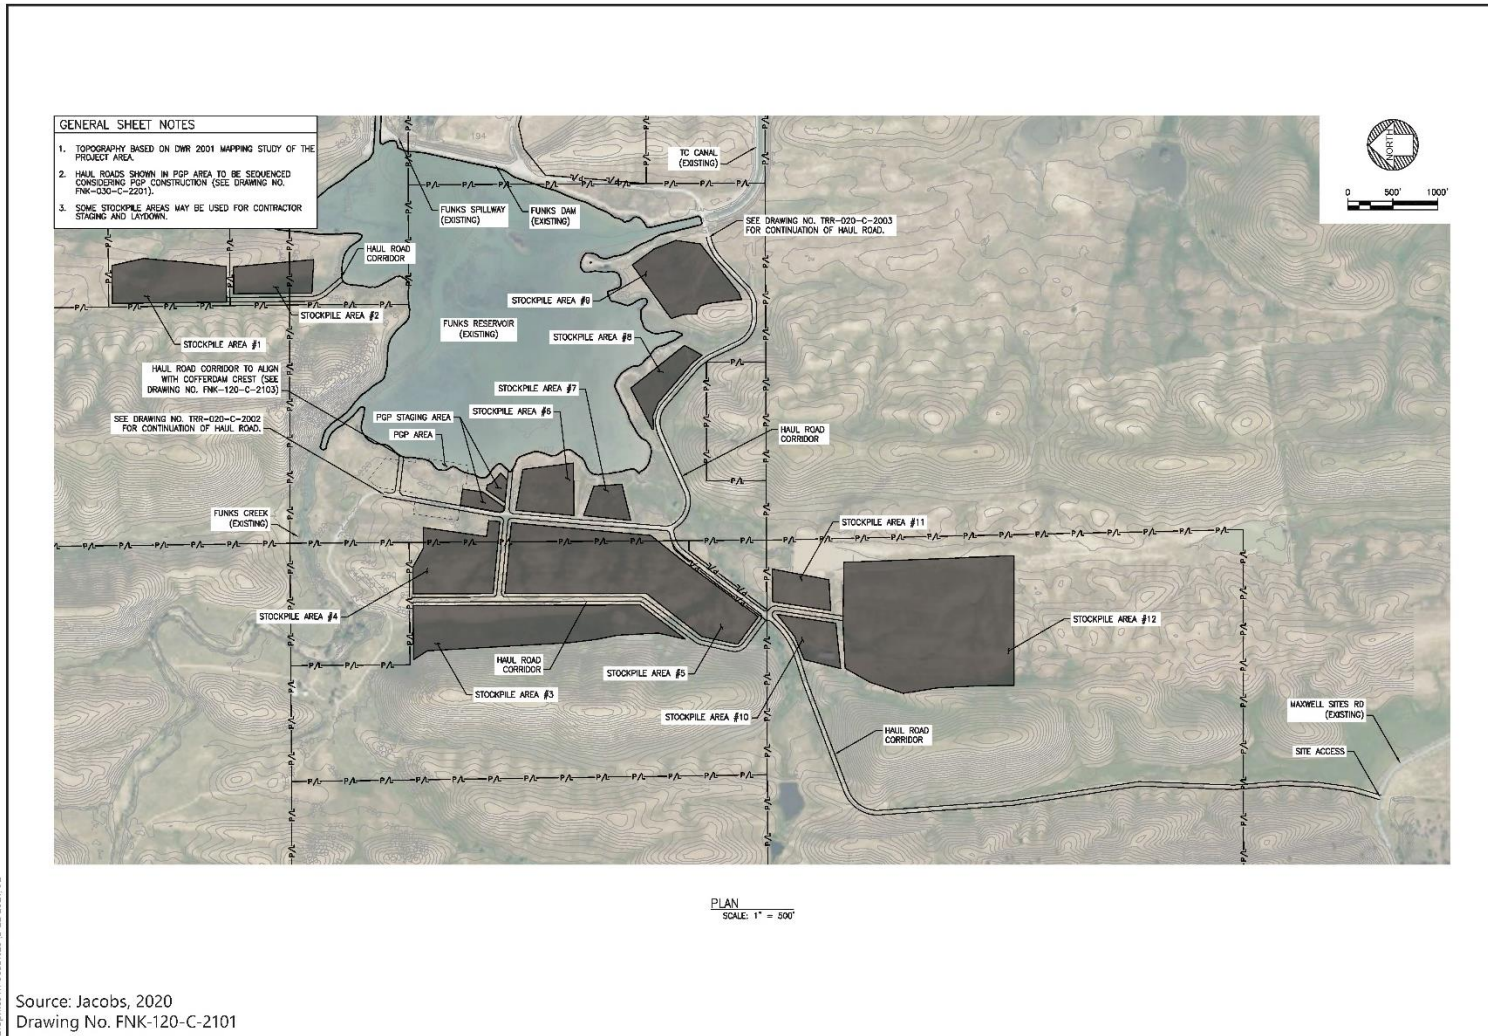 GENERAL SHEET NOTES
1. TOPOGRAPHY BASED ON DWR 2001 MAPPING STUDY OF THE
PROJECT AREA.
2. HAUL ROADS SHOWN IN PGP AREA TO BE SEQUENCED
CONSIDERING PGP CONSTRUCTION (SEE DRAWING NO.
FNK-030-C-2201).
3. SOME STOCKPILE AREAS MAY BE USED FOR CONTRACTOR
STAGING AND LAYDOWN.
194
TC CANAL
(EXISTING)
NORTH
0 500' 1000'
FUNKS SPILLWAY
(EXISTING)
FUNKS DAM
(EXISTING)
SEE DRAWING NO. TRR-020-C-2003
FOR CONTINUATION OF HAUL ROAD.
HAUL ROAD
CORRIDOR
STOCKPILE AREA #9
STOCKPILE AREA #2
FUNKS RESERVOIR
(EXISTING)
STOCKPILE AREA #1
STOCKPILE AREA #8
HAUL ROAD CORRIDOR TO ALIGN
WITH COFFERDAM CREST (SEE
DRAWING NO. FNK-120-C-2103)
STOCKPILE AREA #7
STOCKPILE AREA #6
PGP STAGING AREA
SEE DRAWING NO. TRR-020-C-2002
FOR CONTINUATION OF HAUL ROAD.
PGP AREA
HAUL ROAD
CORRIDOR
FUNKS CREEK
(EXISTING)
STOCKPILE AREA #11
STOCKPILE AREA #4
STOCKPILE AREA #12
HAUL ROAD
CORRIDOR
STOCKPILE AREA #5
STOCKPILE AREA #3
STOCKPILE AREA #10
MAXWELL SITES RD
(EXISTING)
HAUL ROAD
CORRIDOR
SITE ACCESS
P/L
PLAN
SCALE: 1" = 500'
Source: Jacobs, 2020
Drawing No. FNK-120-C-2101